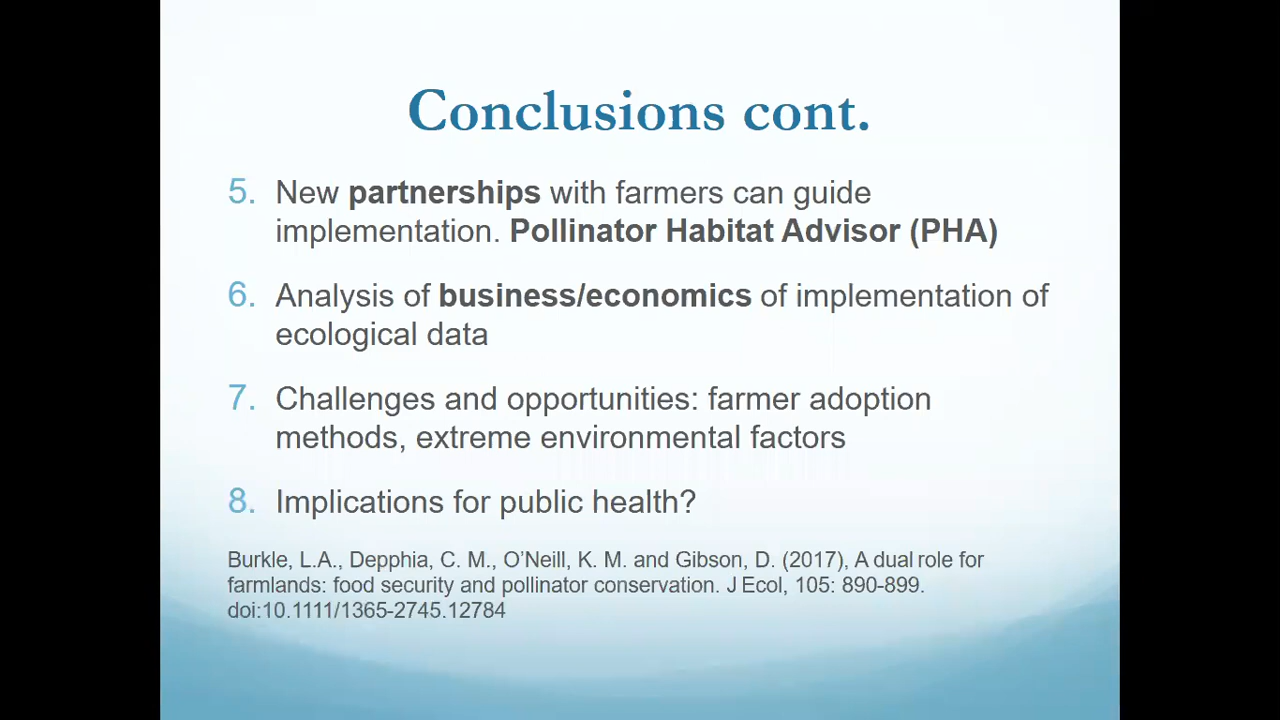 Conclusions cont.
5. New partnerships with farmers can guide
implementation. Pollinator Habitat Advisor (PHA)
6. Analysis of business/economics of implementation of
ecological data
7. Challenges and opportunities: farmer adoption
methods, extreme environmental factors
8. Implications for public health?
Burkle, L.A., Depphia, C. M., O’Neill, K. M. and Gibson, D. (2017), A dual role for
farmlands: food security and pollinator conservation. J Ecol, 105: 890-899.
doi:10.1111/1365-2745.12784